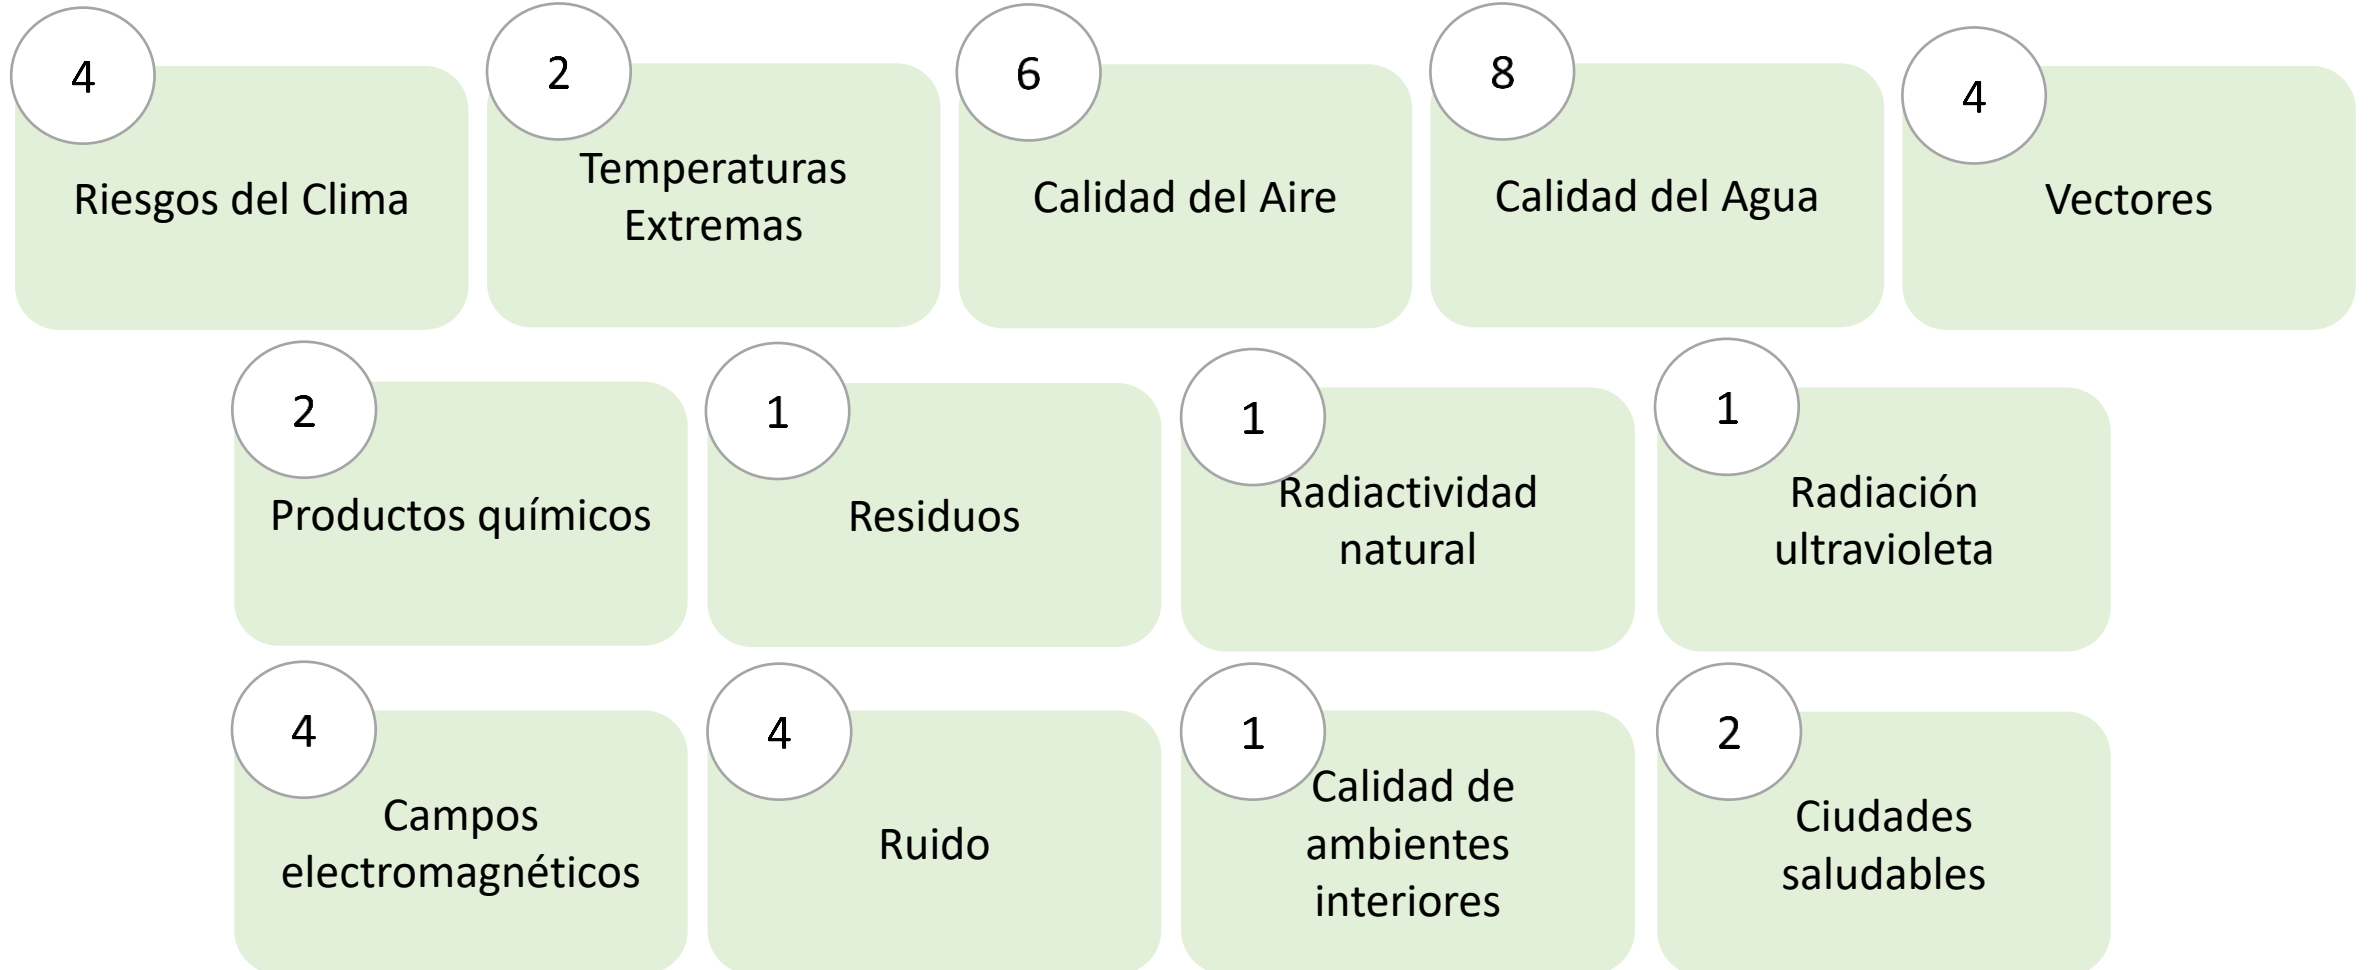 4
Riesgos del Clima
2
Temperaturas
Extremas
6
Calidad del Aire
8
Calidad del Agua
4
Vectores
2
Productos químicos
1
Residuos
1
Radiactividad
natural
1
Radiación
ultravioleta
4
Campos
electromagnéticos
4
Ruido
1
Calidad de
ambientes
interiores
2
Ciudades
saludables